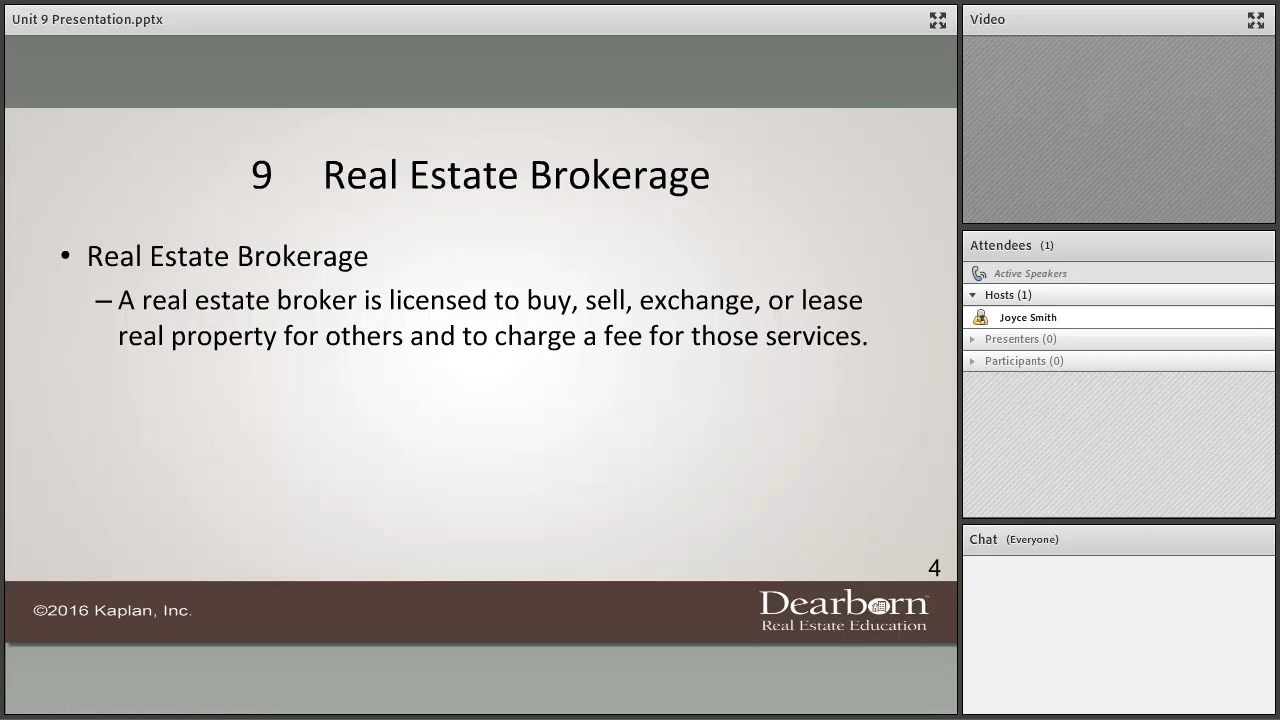 Unit 9 Presentation.pptx
9 Real Estate Brokerage
• Real Estate Brokerage
– A real estate broker is licensed to buy, sell, exchange, or lease
real property for others and to charge a fee for those services.
4
©2016 Kaplan, Inc.
Dearborn™
Real Estate Education
Video
Attendees (1)
Active Speakers
Hosts (1)
Joyce Smith
Presenters (0)
Participants (0)
Chat (Everyone)